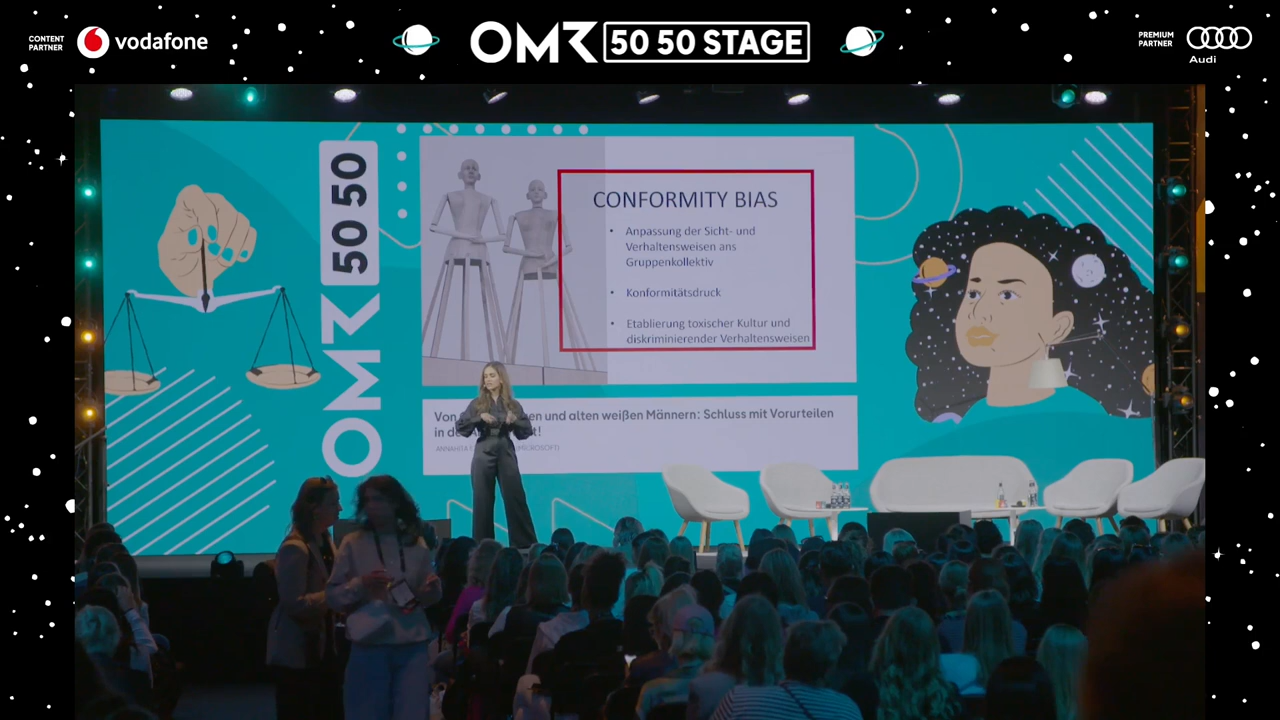 CONTENT
PARTNER
vodafone
OMR 50 50 STAGE
PREMIUM
PARTNER
Audi
OMR 50 50
CONFORMITY BIAS
• Anpassung der Sicht- und
Verhaltensweisen ans
Gruppenkollektiv
• Konformitätsdruck
• Etablierung toxischer Kultur und
diskriminierender Verhaltensweisen
Von en und alten weißen Männern: Schluss mit Vorurteilen
in t!